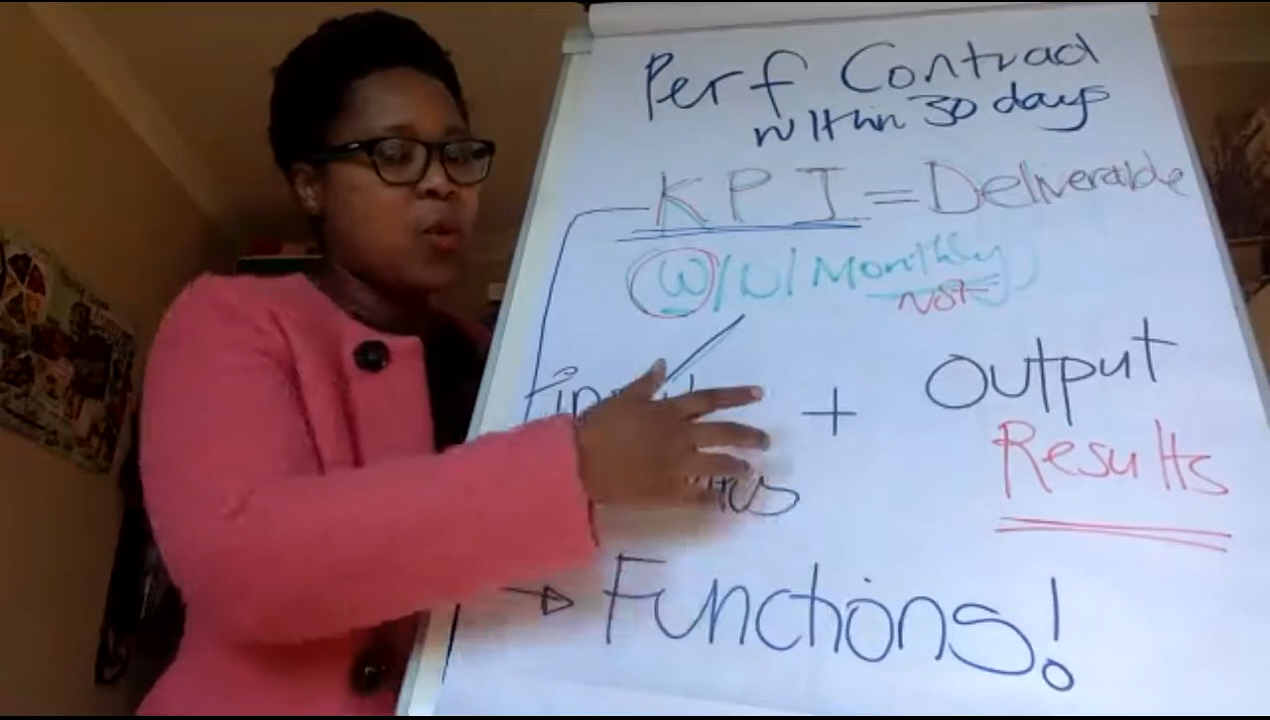 Perf Contract
within 30 days
KPI = Deliverable
W/D/Monthly
NOT
+ Output
Results
→ Functions!